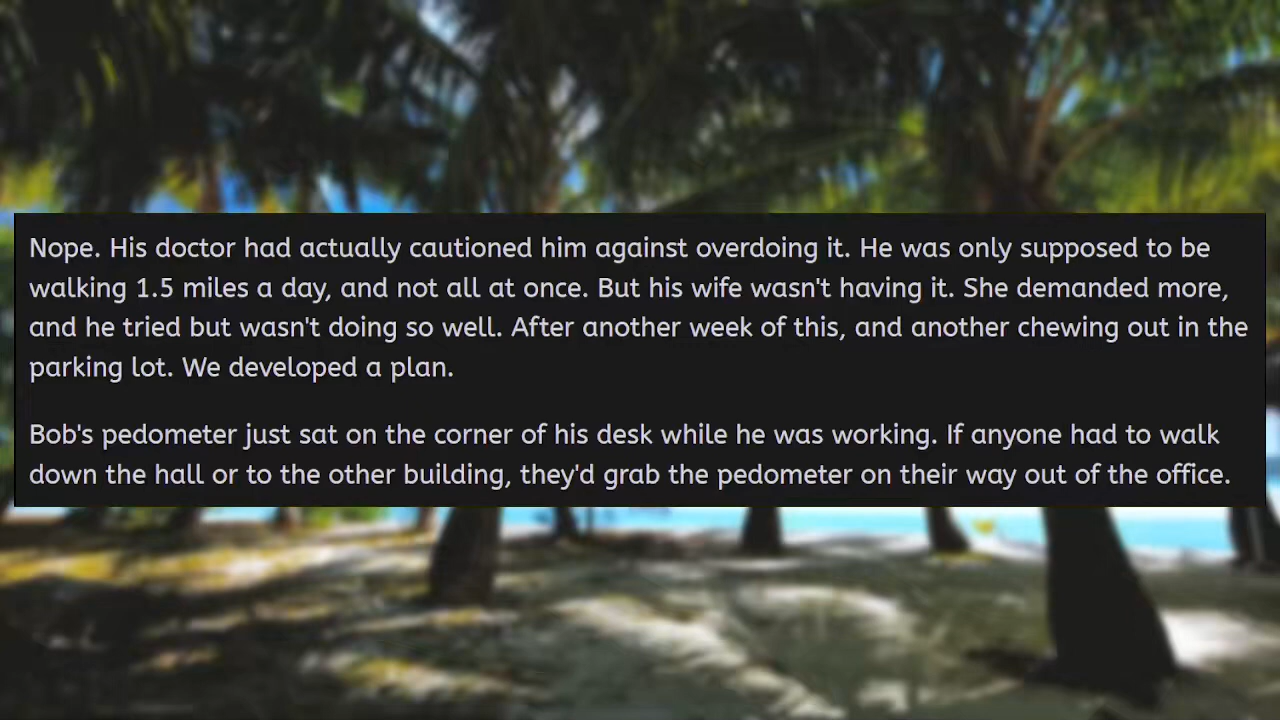 Nope. His doctor had actually cautioned him against overdoing it. He was only supposed to be
walking 1.5 miles a day, and not all at once. But his wife wasn't having it. She demanded more,
and he tried but wasn't doing so well. After another week of this, and another chewing out in the
parking lot. We developed a plan.
Bob's pedometer just sat on the corner of his desk while he was working. If anyone had to walk
down the hall or to the other building, they'd grab the pedometer on their way out of the office.